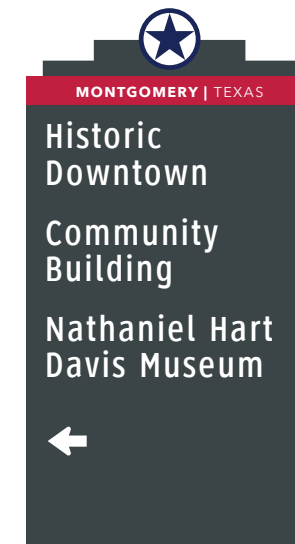 MONTGOMERY | TEXAS
Historic
Downtown
Community
Building
Nathaniel Hart
Davis Museum